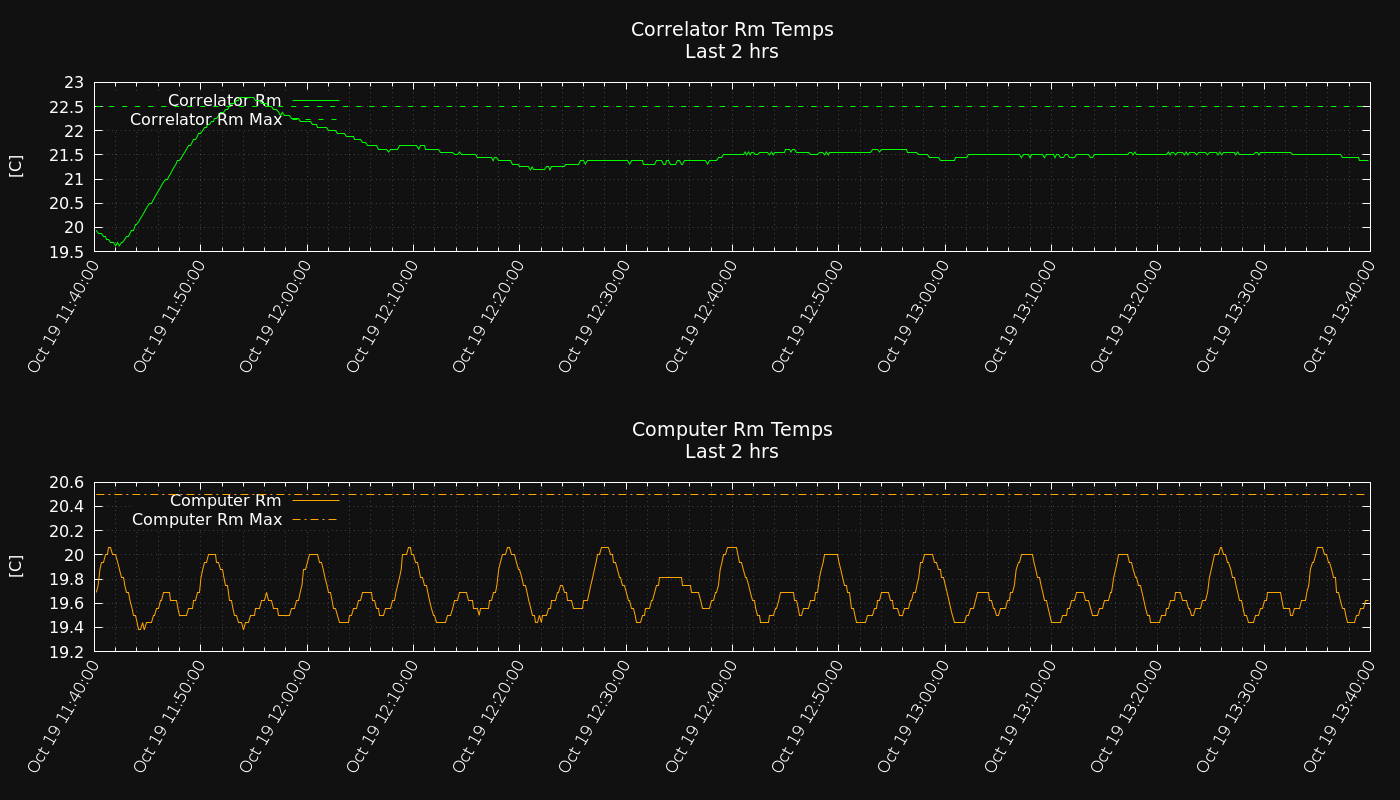 Correlator Rm Temps
Last 2 hrs
23
22.5
22
21.5
21
20.5
20
19.5
[C]
Correlator Rm
Correlator Rm Max
Oct 19 11:40:00
Oct 19 11:50:00
Oct 19 12:00:00
Oct 19 12:10:00
Oct 19 12:20:00
Oct 19 12:30:00
Oct 19 12:40:00
Oct 19 12:50:00
Oct 19 13:00:00
Oct 19 13:10:00
Oct 19 13:20:00
Oct 19 13:30:00
Oct 19 13:40:00
Computer Rm Temps
Last 2 hrs
20.6
20.4
20.2
20
19.8
19.6
19.4
19.2
[C]
Computer Rm
Computer Rm Max
Oct 19 11:40:00
Oct 19 11:50:00
Oct 19 12:00:00
Oct 19 12:10:00
Oct 19 12:20:00
Oct 19 12:30:00
Oct 19 12:40:00
Oct 19 12:50:00
Oct 19 13:00:00
Oct 19 13:10:00
Oct 19 13:20:00
Oct 19 13:30:00
Oct 19 13:40:00